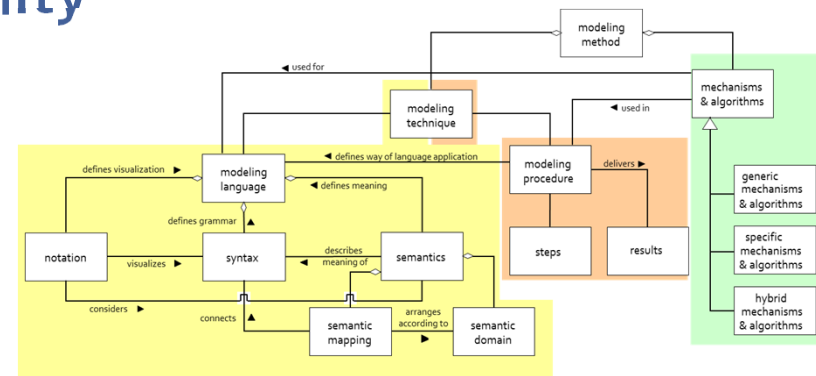 modeling
method
◄ used for
mechanisms
& algorithms
modeling
technique
◄ used in
◄ defines way of language application
defines visualization ►
modeling
language
modeling
procedure
delivers ►
◄ defines meaning
generic
mechanisms
& algorithms
defines grammar ▲
notation
visualizes ►
syntax
describes
meaning of
◄
semantics
steps
results
specific
mechanisms
& algorithms
considers ►
connects ▲
semantic
mapping
arranges
according to
►
semantic
domain
hybrid
mechanisms
& algorithms